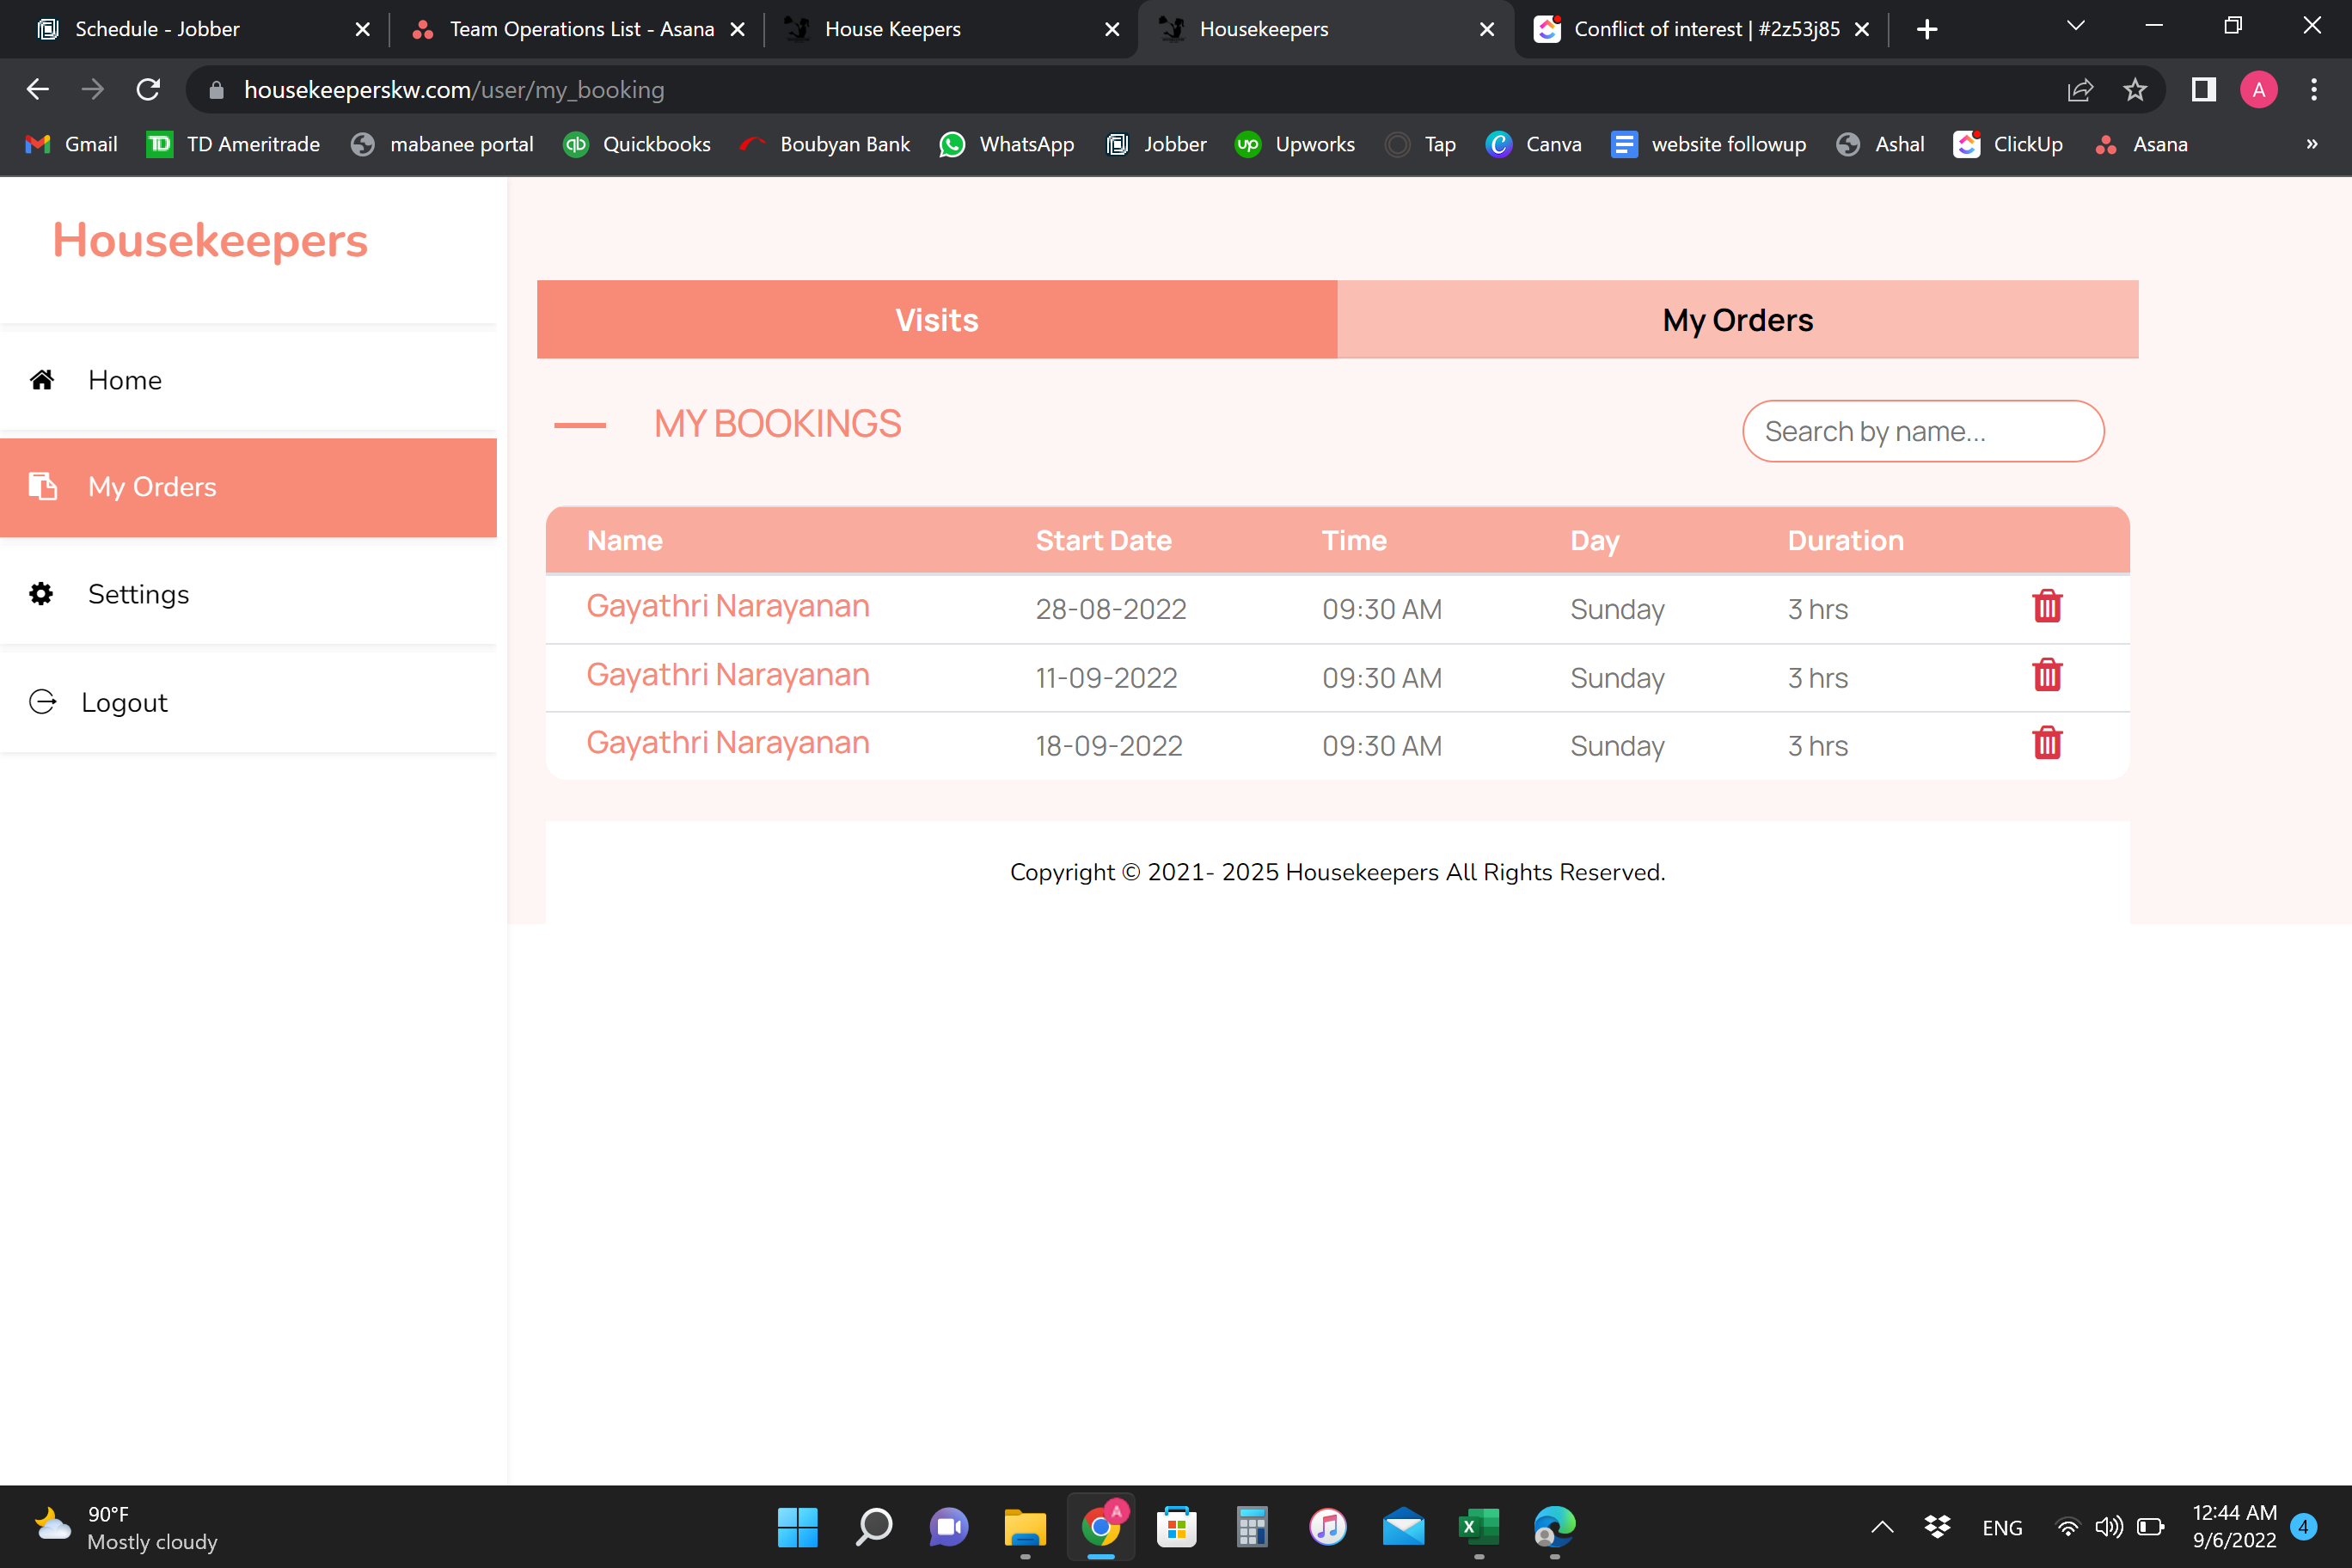 Schedule - Jobber
Team Operations List - Asana
House Keepers
Housekeepers
Conflict of interest | #2z53j85
housekeeperskw.com/user/my_booking
A
Gmail
TD Ameritrade
mabanee portal
Quickbooks
Boubyan Bank
WhatsApp
Jobber
Upworks
Tap
Canva
website followup
Ashal
ClickUp
Asana
»
Housekeepers
Home
My Orders
Settings
Logout
Visits
My Orders
MY BOOKINGS
Search by name...
Name Start Date Time Day Duration
Gayathri Narayanan 28-08-2022 09:30 AM Sunday 3 hrs
Gayathri Narayanan 11-09-2022 09:30 AM Sunday 3 hrs
Gayathri Narayanan 18-09-2022 09:30 AM Sunday 3 hrs
Copyright © 2021- 2025 Housekeepers All Rights Reserved.
90°F
Mostly cloudy
A
ENG
12:44 AM
9/6/2022
4